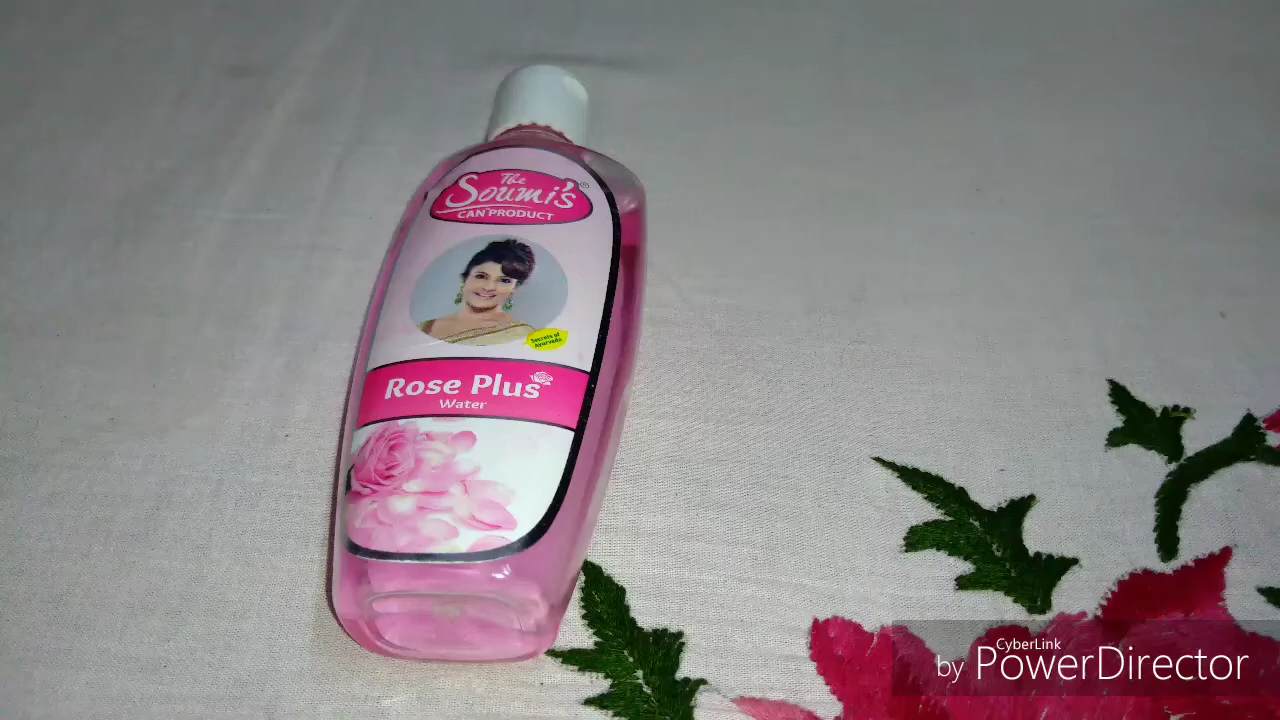 The
Soumi's®
CAN PRODUCT
Secrets of
Ayurveda
Rose Plus
Water
CyberLink
by PowerDirector